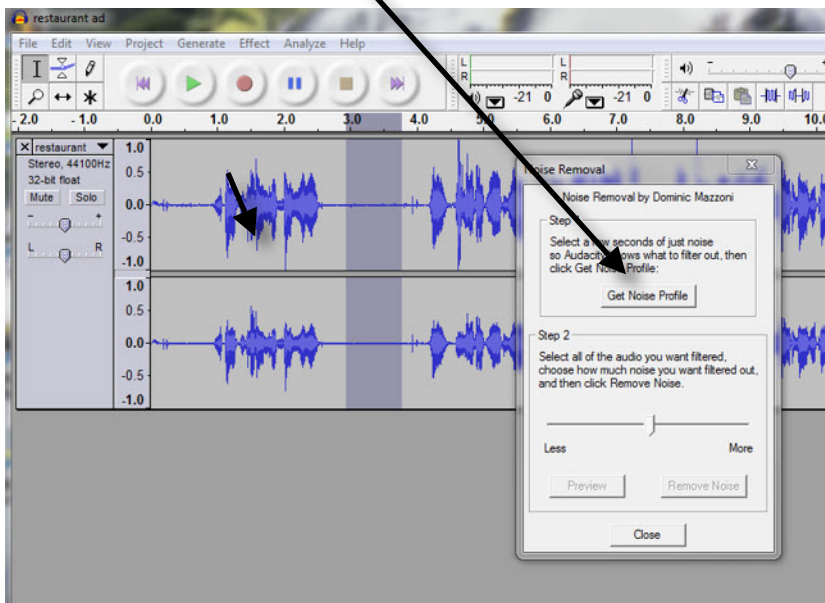 restaurant ad
File Edit View Project Generate Effect Analyze Help
L
R
-21 0
L
R
-21 0
- 2.0 - 1.0 0.0 1.0 2.0 3.0 4.0 5.0 6.0 7.0 8.0 9.0 10.0
X restaurant
Stereo, 44100Hz
32-bit float
Mute Solo
- +
L R
1.0
0.5
0.0
-0.5
-1.0
1.0
0.5
0.0
-0.5
-1.0
Noise Removal
Noise Removal by Dominic Mazzoni
Step
Select a few seconds of just noise
so Audacity knows what to filter out, then
click Get Noise Profile:
Get Noise Profile
Step 2
Select all of the audio you want filtered,
choose how much noise you want filtered out,
and then click Remove Noise.
Less More
Preview Remove Noise
Close